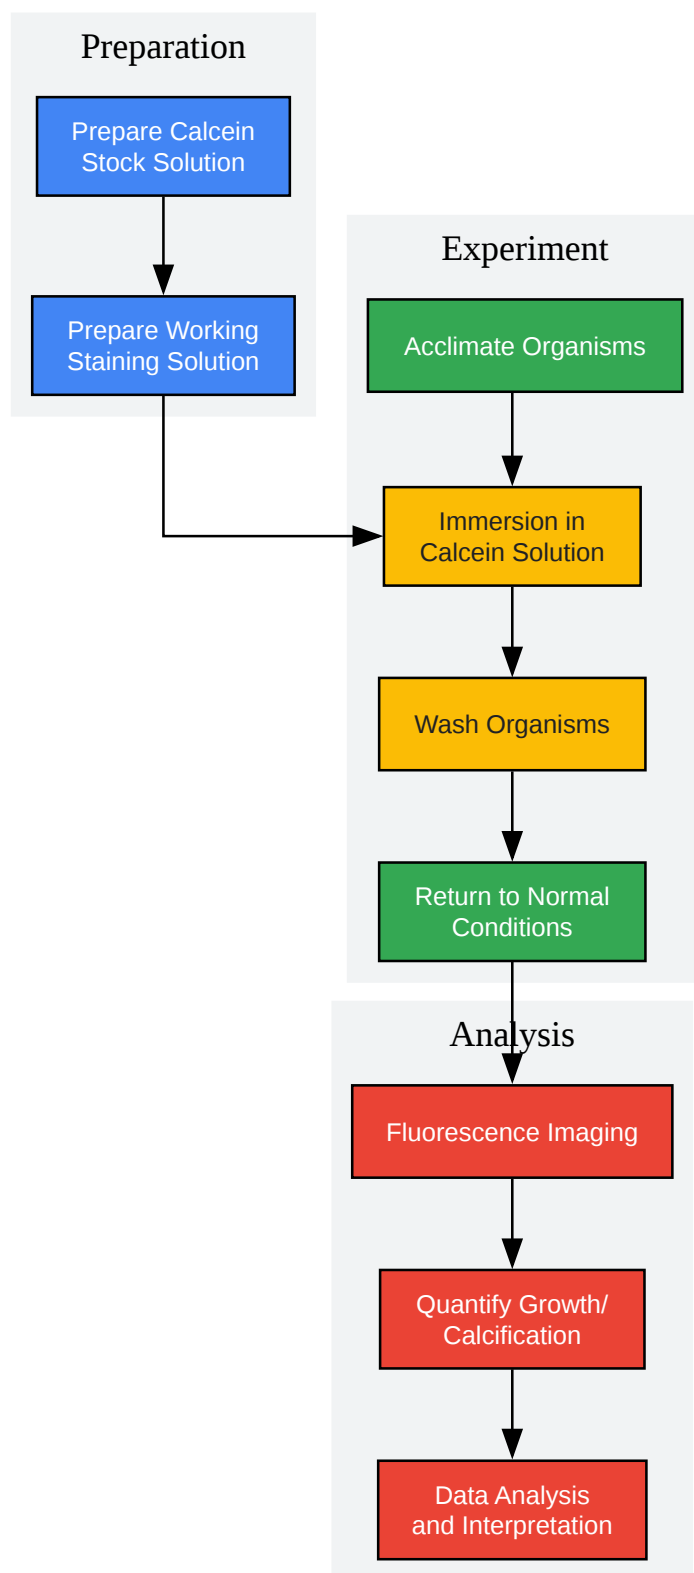 Preparation
Prepare Calcein
Stock Solution
Prepare Working
Staining Solution
Experiment
Acclimate Organisms
Immersion in
Calcein Solution
Wash Organisms
Return to Normal
Conditions
Analysis
Fluorescence Imaging
Quantify Growth/
Calcification
Data Analysis
and Interpretation